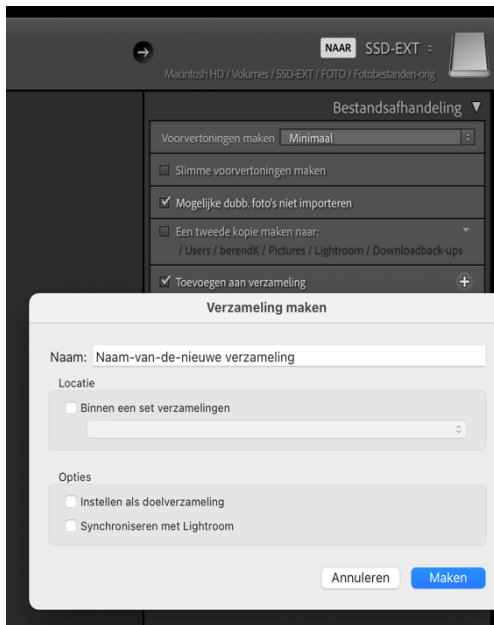 NAAR SSD-EXT
Macintosh HD / Volumes / SSD-EXT / FOTO / Fotobestanden-orig
Bestandsafhandeling
Voorvertoningen maken Minimaal
Slimme voorvertoningen maken
Mogelijke dubb. foto's niet importeren
Een tweede kopie maken naar:
/ Users / berendK / Pictures / Lightroom / Downloadback-ups
Toevoegen aan verzameling
Verzameling maken
Naam: Naam-van-de-nieuwe verzameling
Locatie
Binnen een set verzamelingen
Opties
Instellen als doelverzameling
Synchroniseren met Lightroom
Annuleren Maken